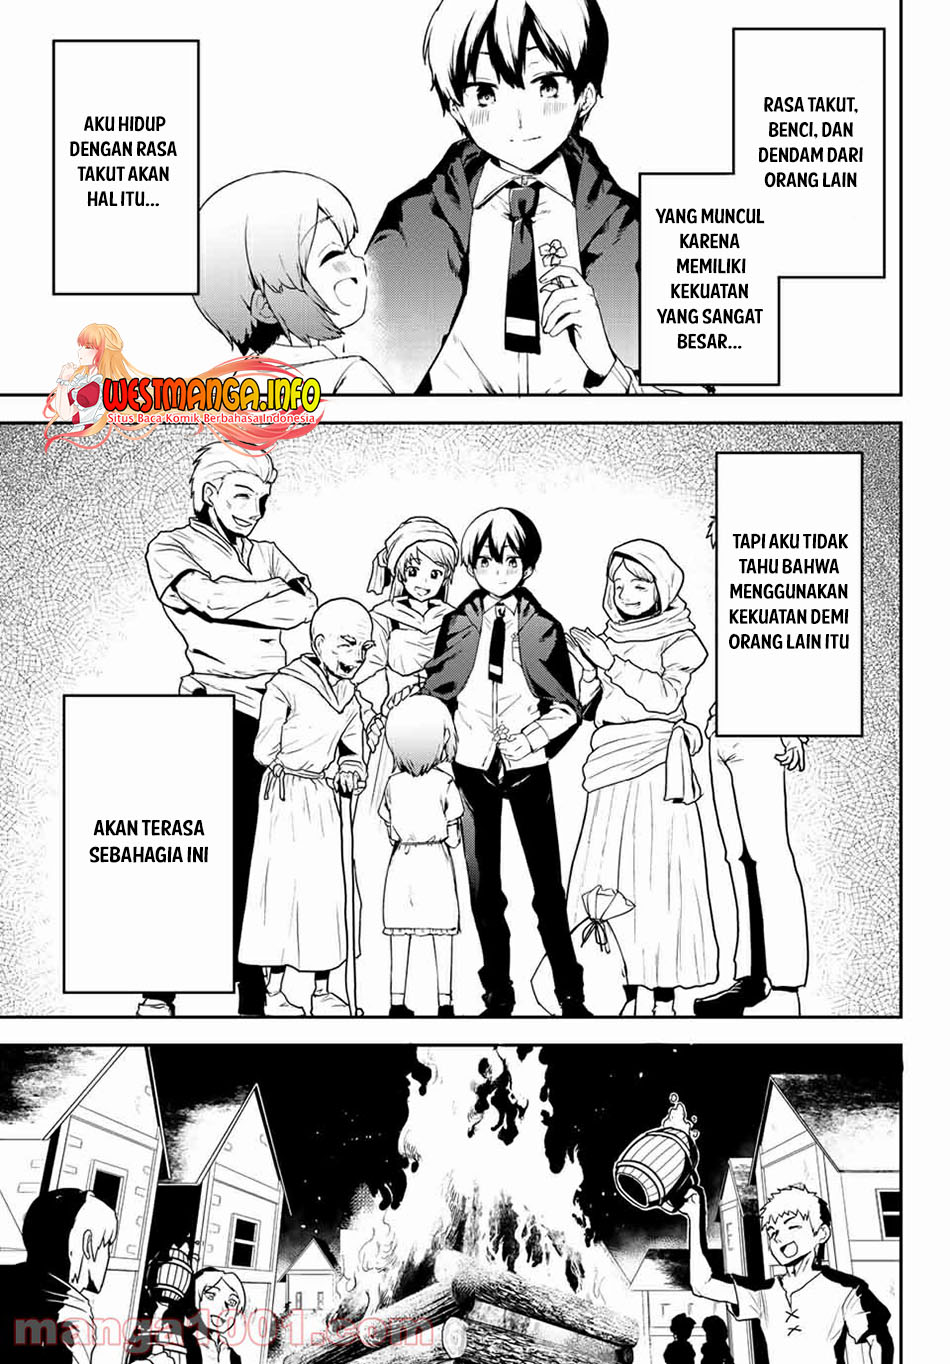 RASA TAKUT,
BENCI, DAN
DENDAM DARI
ORANG LAIN
YANG MUNCUL
KARENA
MEMILIKI
KEKUATAN
YANG SANGAT
BESAR...
AKU HIDUP
DENGAN RASA
TAKUT AKAN
HAL ITU...
WESTMANGA.INFO
Situs Baca Komik Berbahasa Indonesia
TAPI AKU TIDAK
TAHU BAHWA
MENGGUNAKAN
KEKUATAN DEMI
ORANG LAIN ITU
AKAN TERASA
SEBAHAGIA INI
manga1001.com